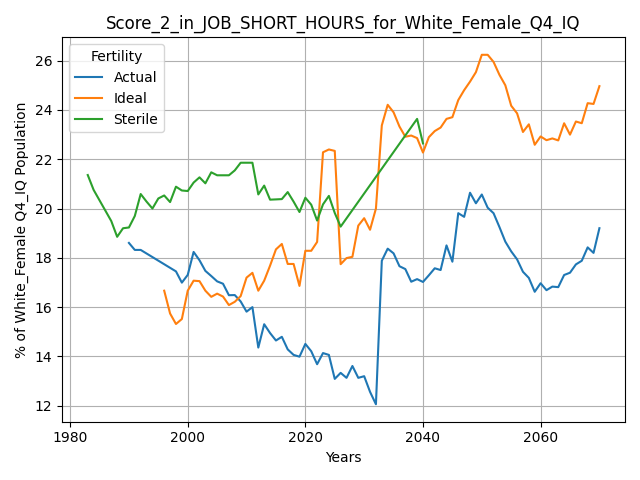 Score_2_in_JOB_SHORT_HOURS_for_White_Female_Q4_IQ
% of White_Female Q4_IQ Population
26
24
22
20
18
16
14
12
Fertility
Actual
Ideal
Sterile
1980
2000
2020
2040
2060
Years